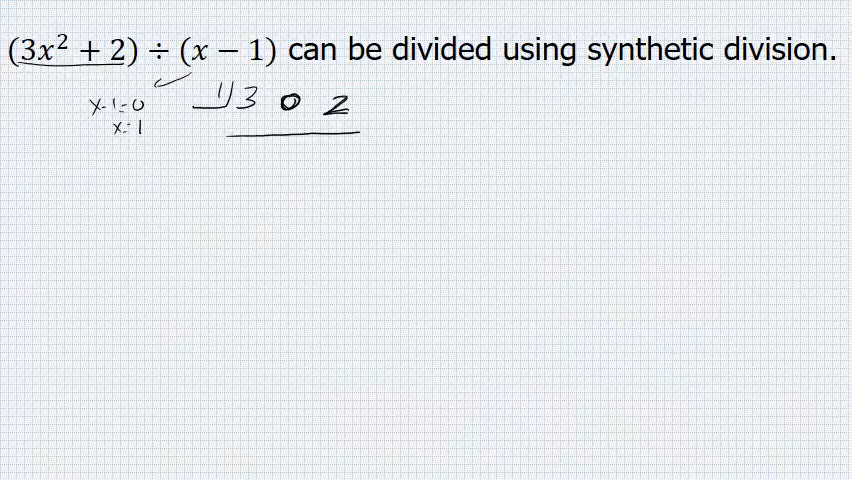 (3x² + 2) ÷ (x − 1) can be divided using synthetic division.
x-1=0 1 3 0 2
x=1